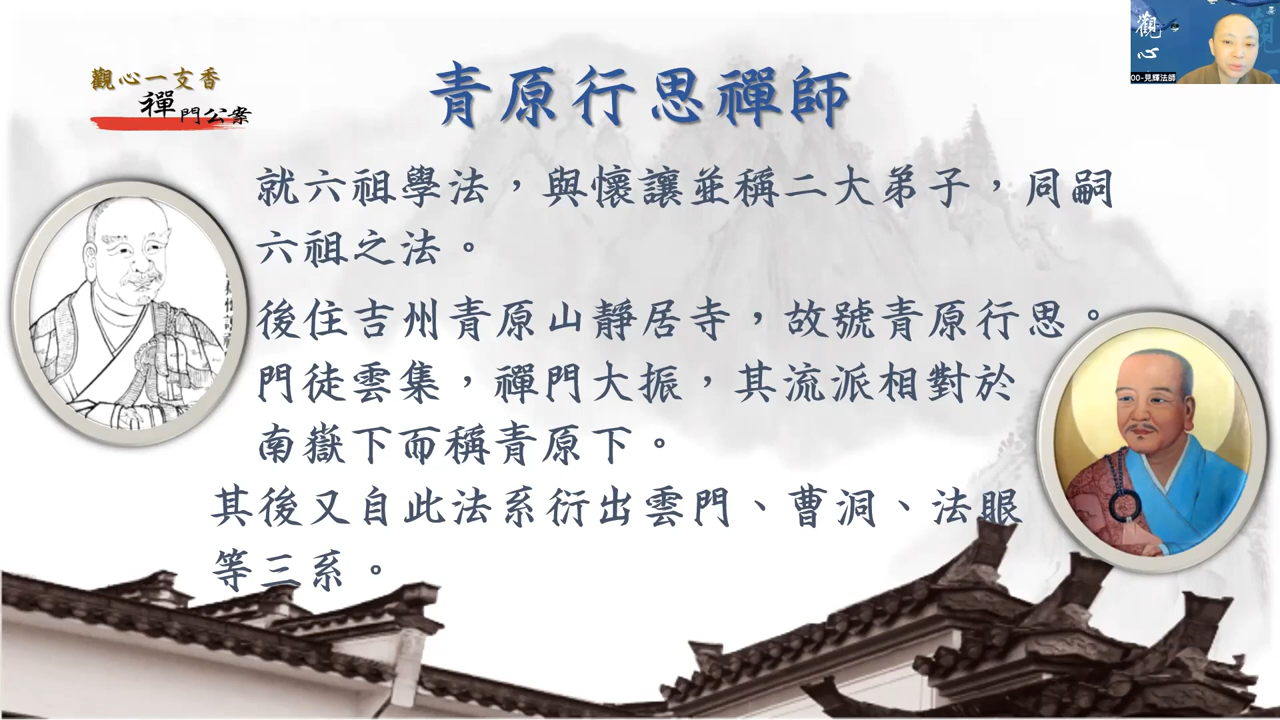 觀心一支香
禪門公案
青原行思禪師
觀心
00-見輝法師
就六祖學法，與懷讓並稱二大弟子，同嗣
六祖之法。
後住吉州青原山靜居寺，故號青原行思。
門徒雲集，禪門大振，其流派相對於
南嶽下而稱青原下。
其後又自此法系衍出雲門、曹洞、法眼
等三系。